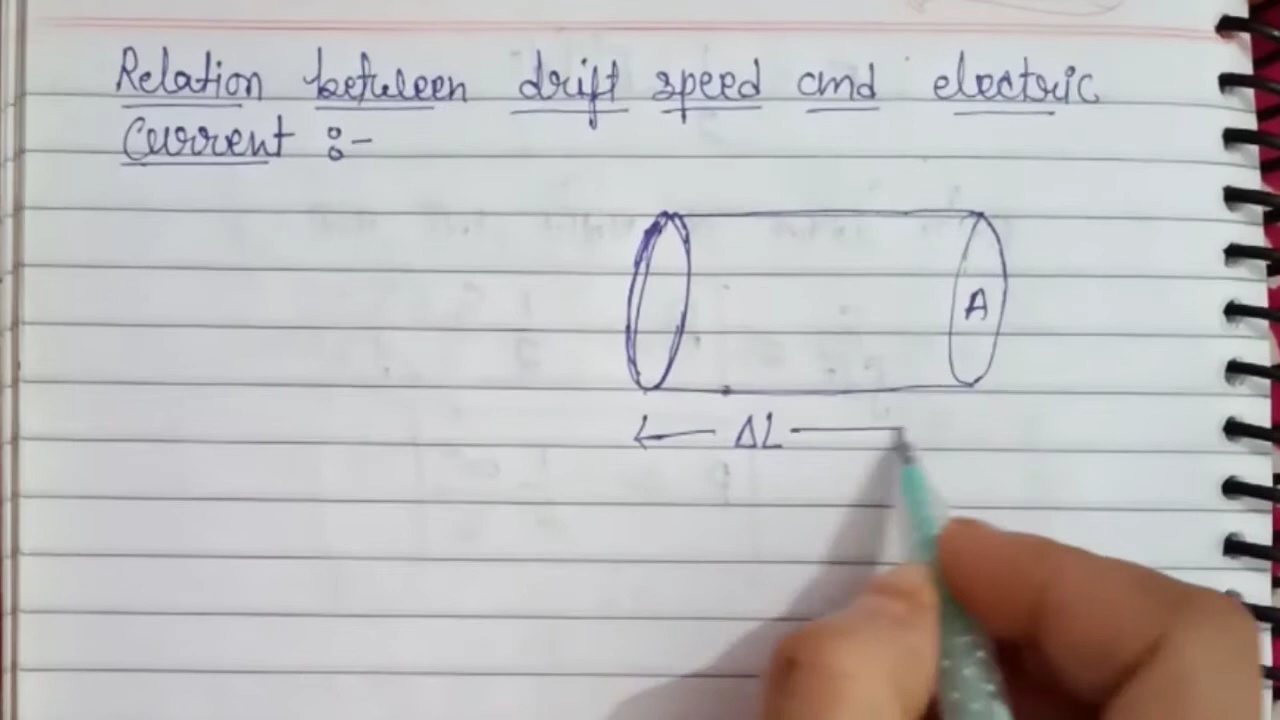 Relation between drift speed and electric
Current :-
A
ΔL